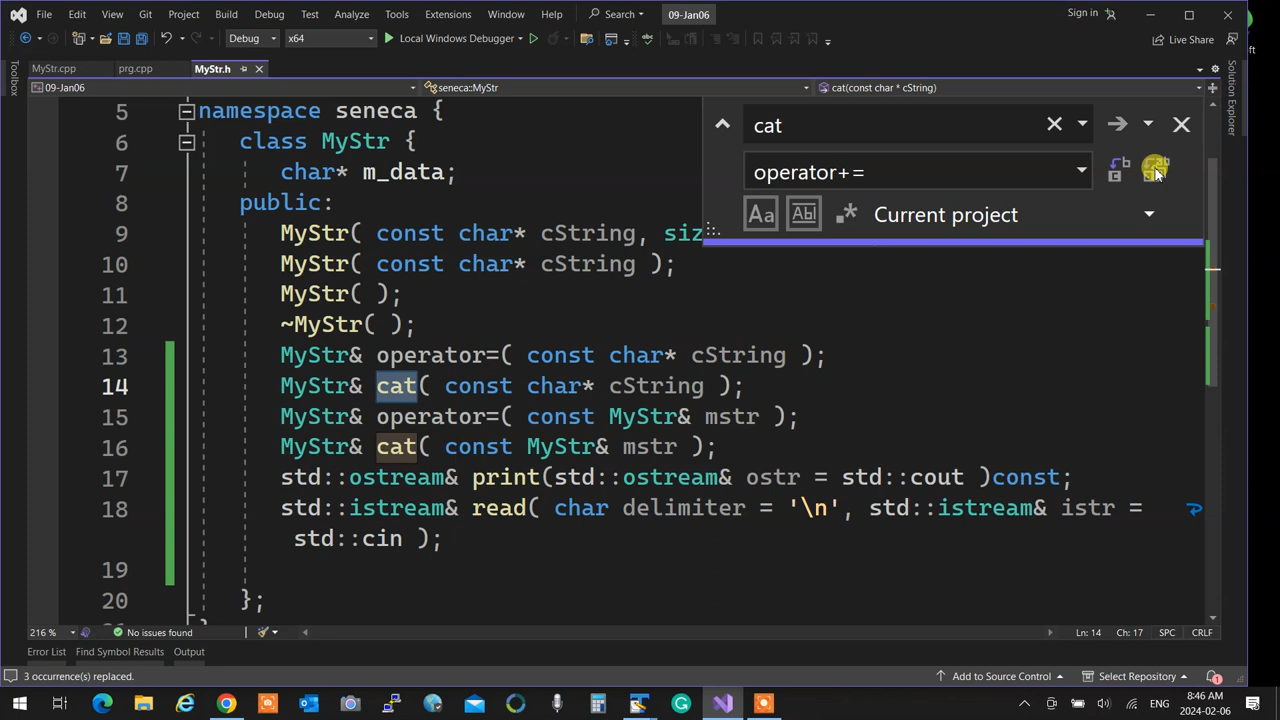 File Edit View Git Project Build Debug Test Analyze Tools Extensions Window Help Search 09-Jan06 Sign in
Debug x64 Local Windows Debugger Live Share
MyStr.cpp prg.cpp MyStr.h
09-Jan06 seneca::MyStr cat(const char * cString)
Toolbox
Solution Explorer
cat
operator+=
Current project
5 namespace seneca {
6 class MyStr {
7 char* m_data;
8 public:
9 MyStr( const char* cString, siz
10 MyStr( const char* cString );
11 MyStr( );
12 ~MyStr( );
13 MyStr& operator=( const char* cString );
14 MyStr& cat( const char* cString );
15 MyStr& operator=( const MyStr& mstr );
16 MyStr& cat( const MyStr& mstr );
17 std::ostream& print(std::ostream& ostr = std::cout )const;
18 std::istream& read( char delimiter = '\n', std::istream& istr =
std::cin );
19
20 };
216 % No issues found Ln: 14 Ch: 17 SPC CRLF
Error List Find Symbol Results Output
3 occurrence(s) replaced. Add to Source Control Select Repository 1
ENG 8:46 AM
2024-02-06